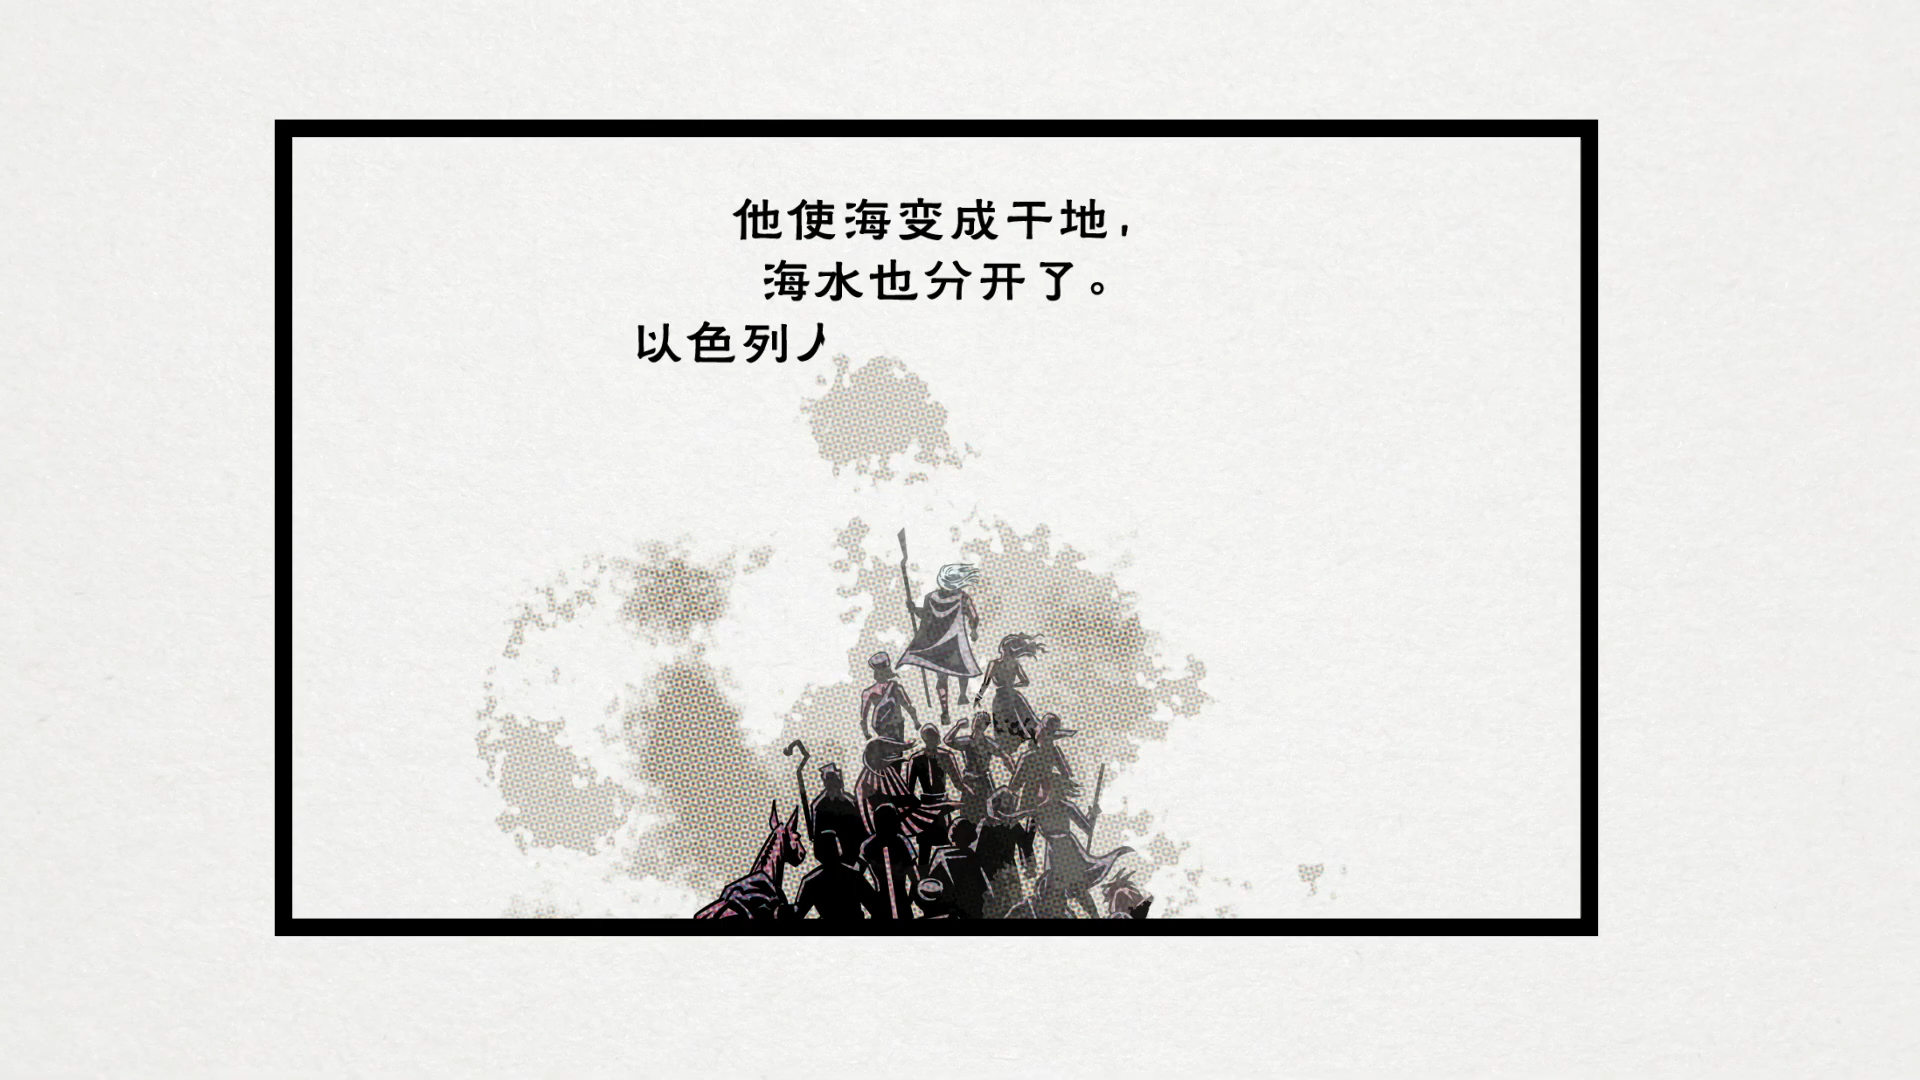 他使海变成干地，
海水也分开了。
以色列